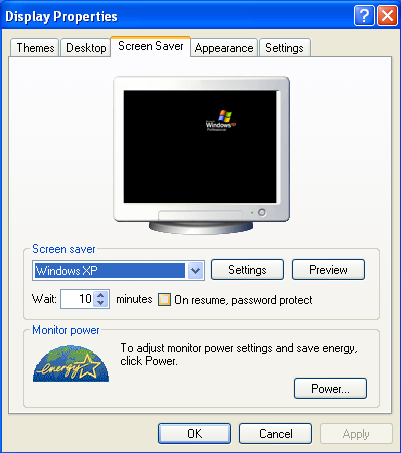 Display Properties
Themes Desktop Screen Saver Appearance Settings
Windows XP
Professional
Screen saver
Windows XP Settings Preview
Wait: 10 minutes On resume, password protect
Monitor power
energy
To adjust monitor power settings and save energy,
click Power.
Power...
OK Cancel Apply